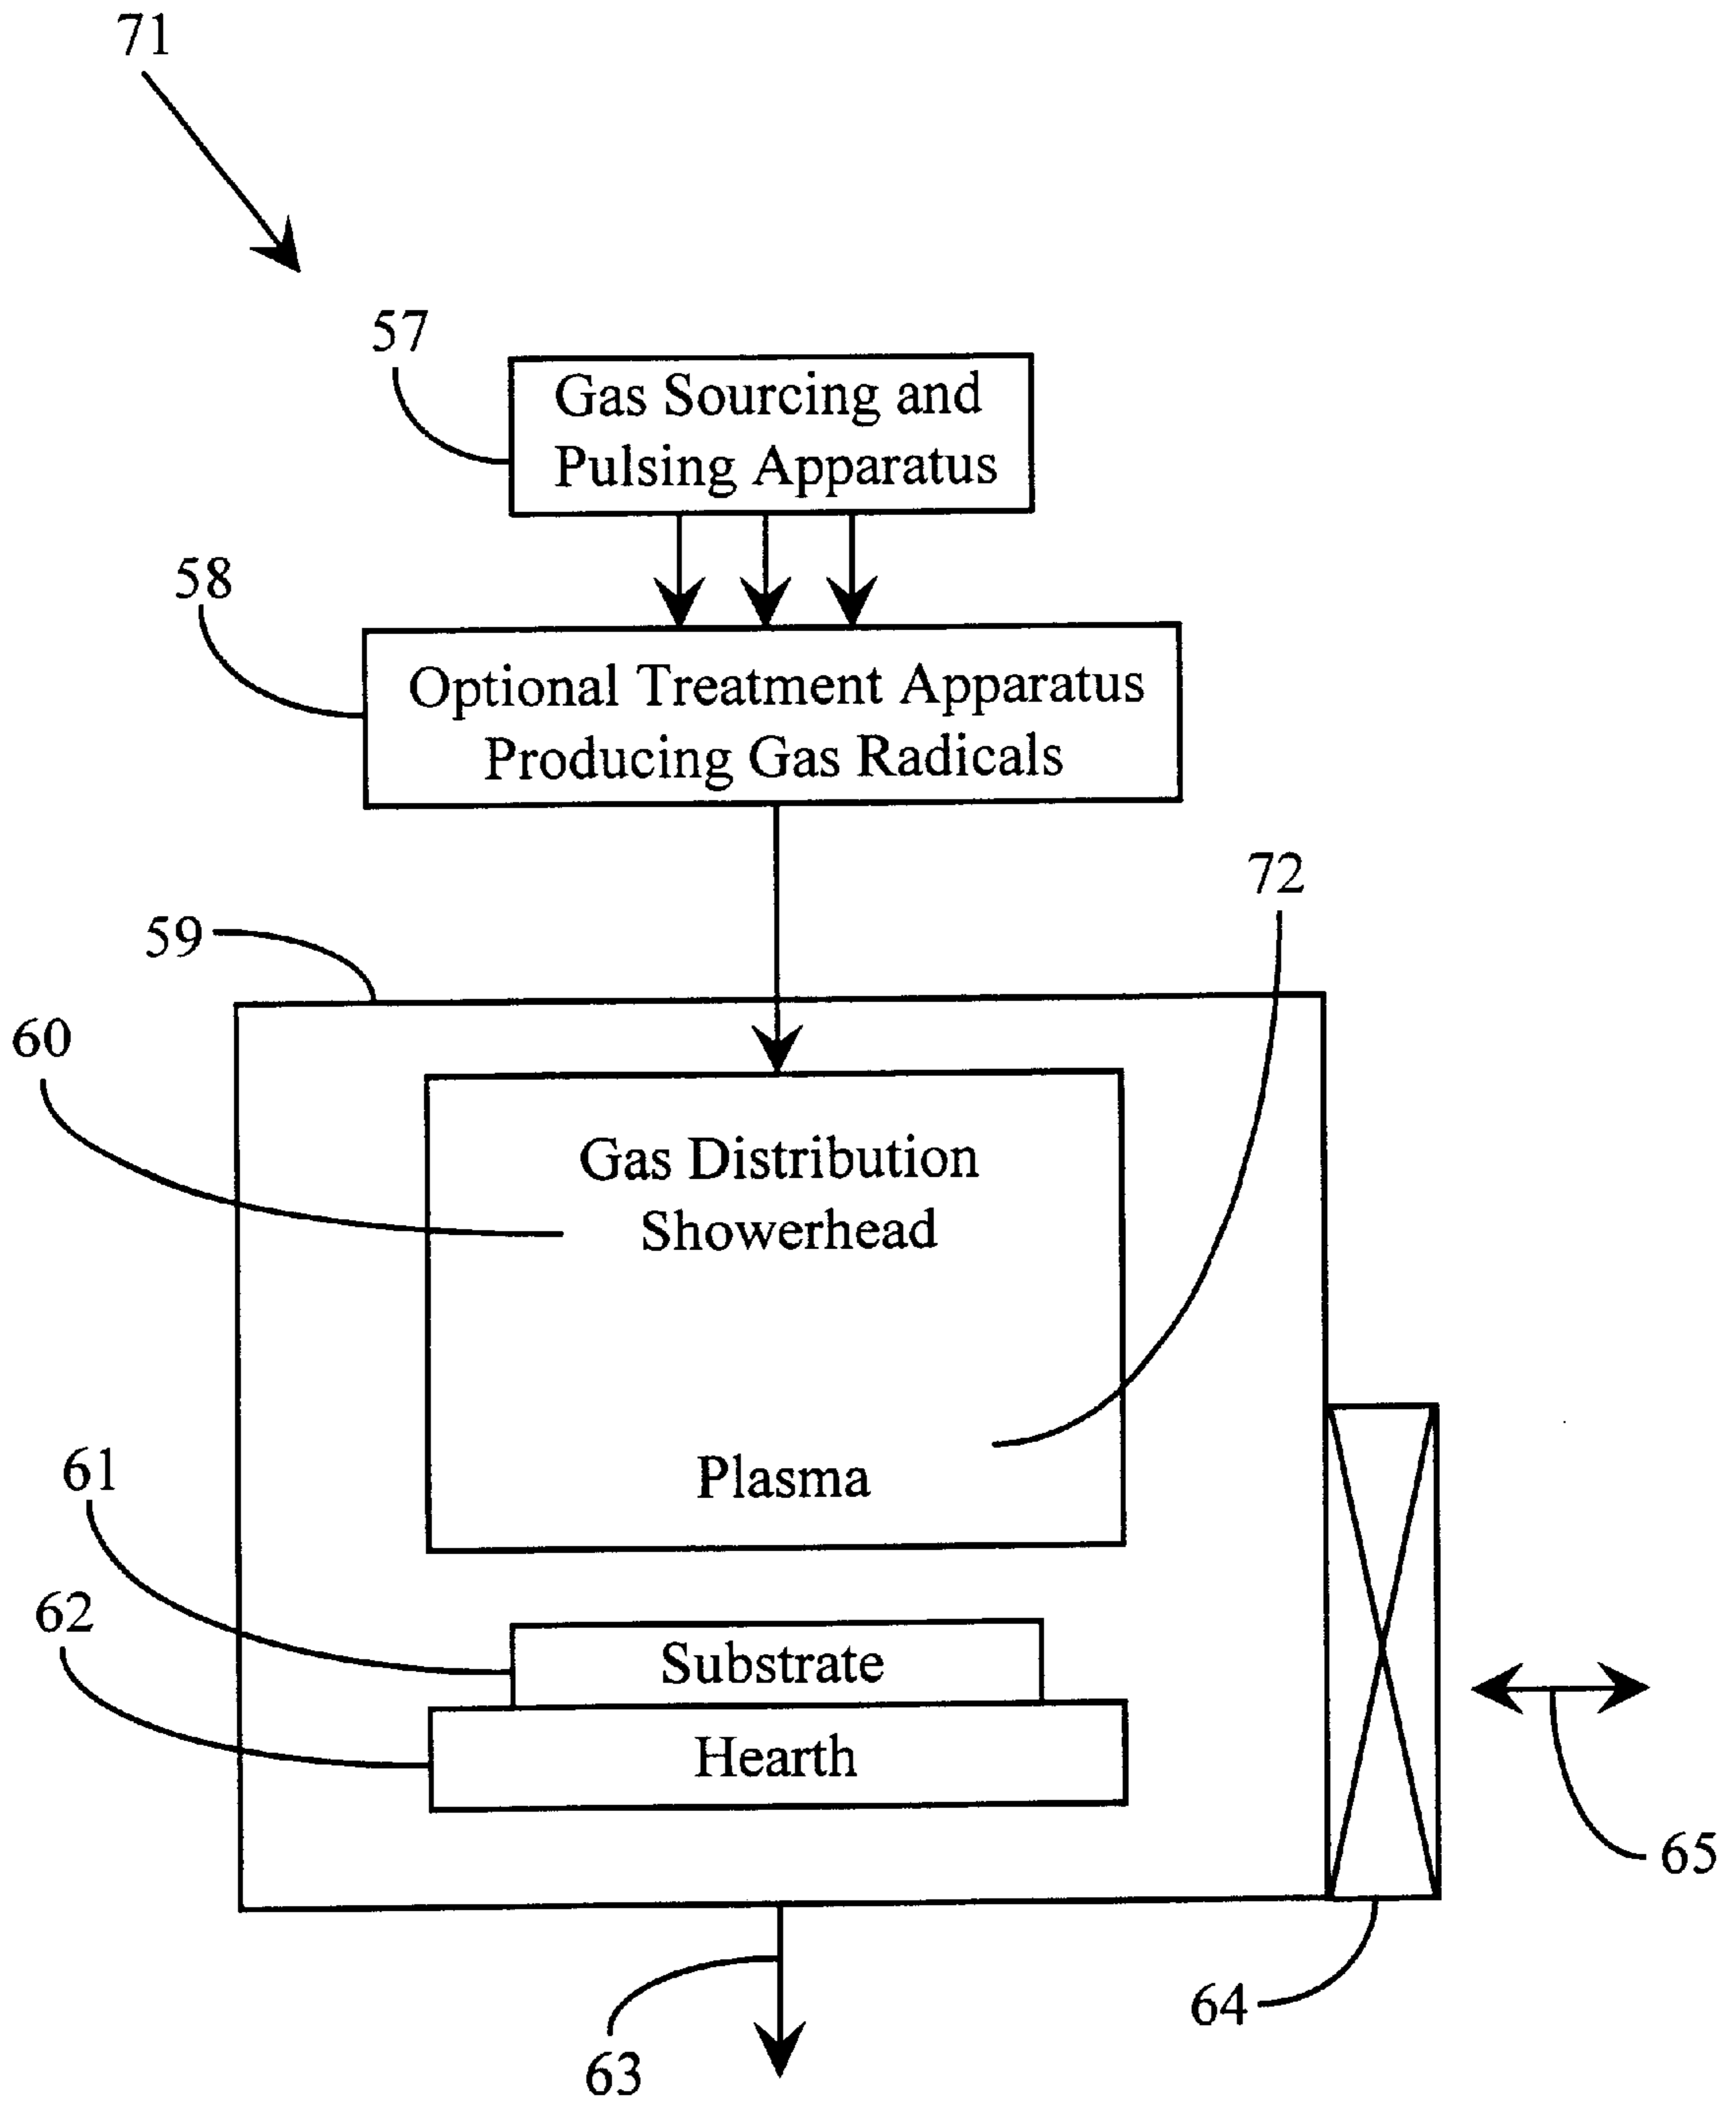 71
57
Gas Sourcing and
Pulsing Apparatus
58
Optional Treatment Apparatus
Producing Gas Radicals
72
59
60
Gas Distribution
Showerhead
61
Plasma
62
Substrate
Hearth
65
64
63